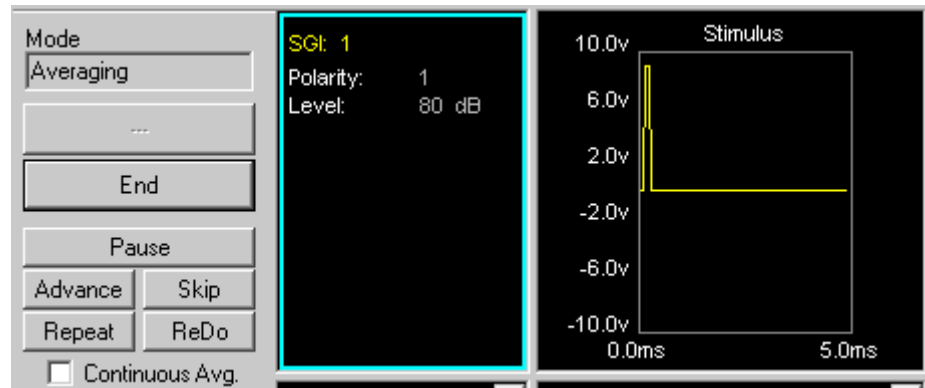 Mode
Averaging
---
End
Pause
Advance
Skip
Repeat
ReDo
Continuous Avg.
SGI: 1
Polarity: 1
Level: 80 dB
Stimulus
10.0v
6.0v
2.0v
-2.0v
-6.0v
-10.0v
0.0ms
5.0ms